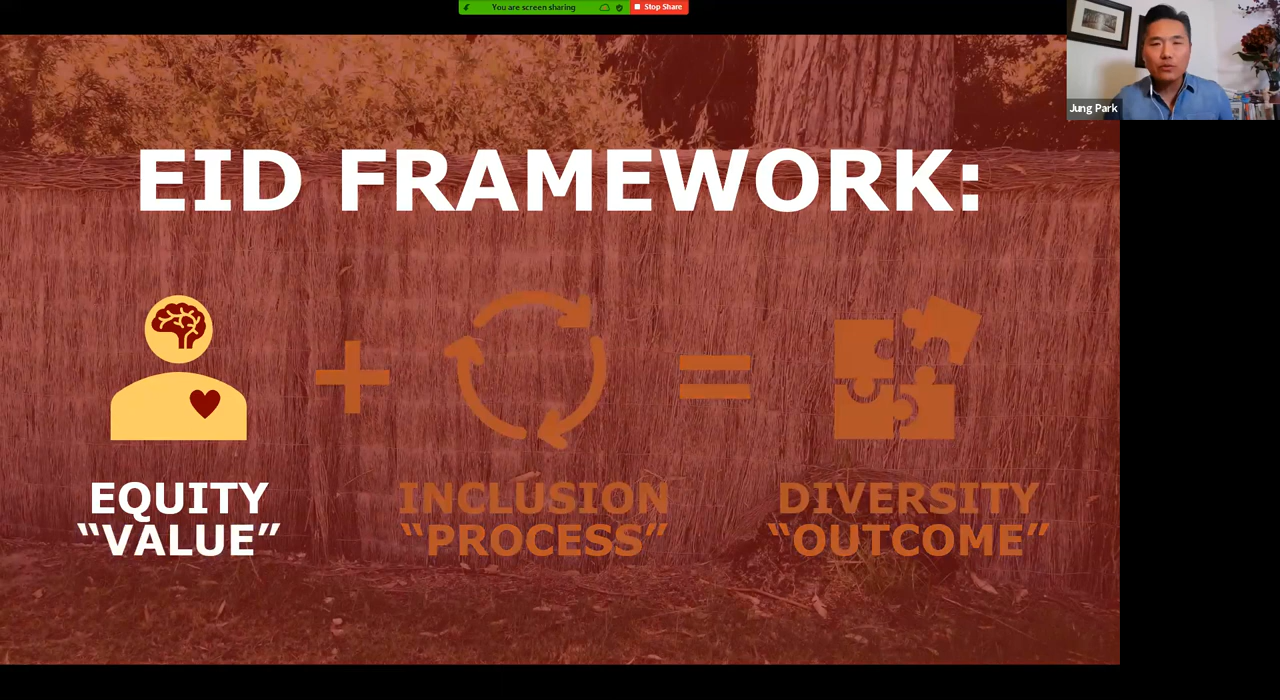 You are screen sharing
Stop Share
Jung Park
EID FRAMEWORK:
+
=
EQUITY
“VALUE”
INCLUSION
“PROCESS”
DIVERSITY
“OUTCOME”